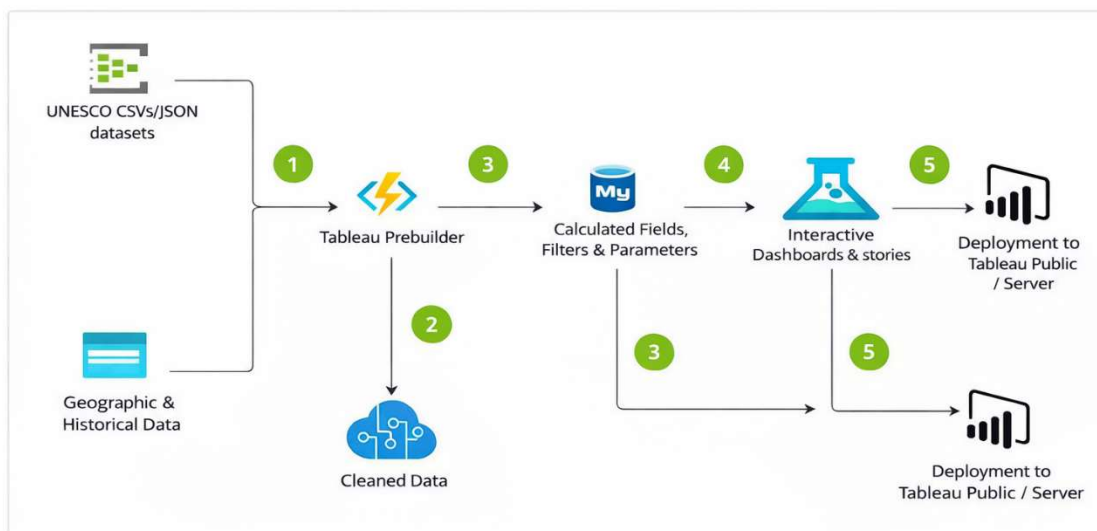 UNESCO CSVs/JSON
datasets
1
3
4
5
My
Tableau Prebuilder
Calculated Fields,
Filters & Parameters
Interactive
Dashboards & stories
Deployment to
Tableau Public
/ Server
2
3
5
Geographic &
Historical Data
Cleaned Data
Deployment to
Tableau Public / Server